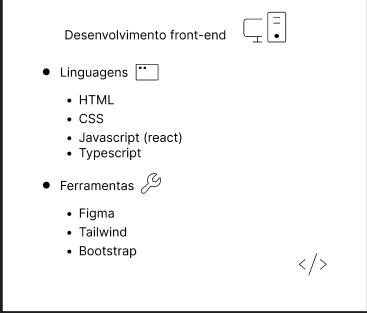 Desenvolvimento front-end
Linguagens
HTML
CSS
Javascript (react)
Typescript
Ferramentas
Figma
Tailwind
Bootstrap
</>